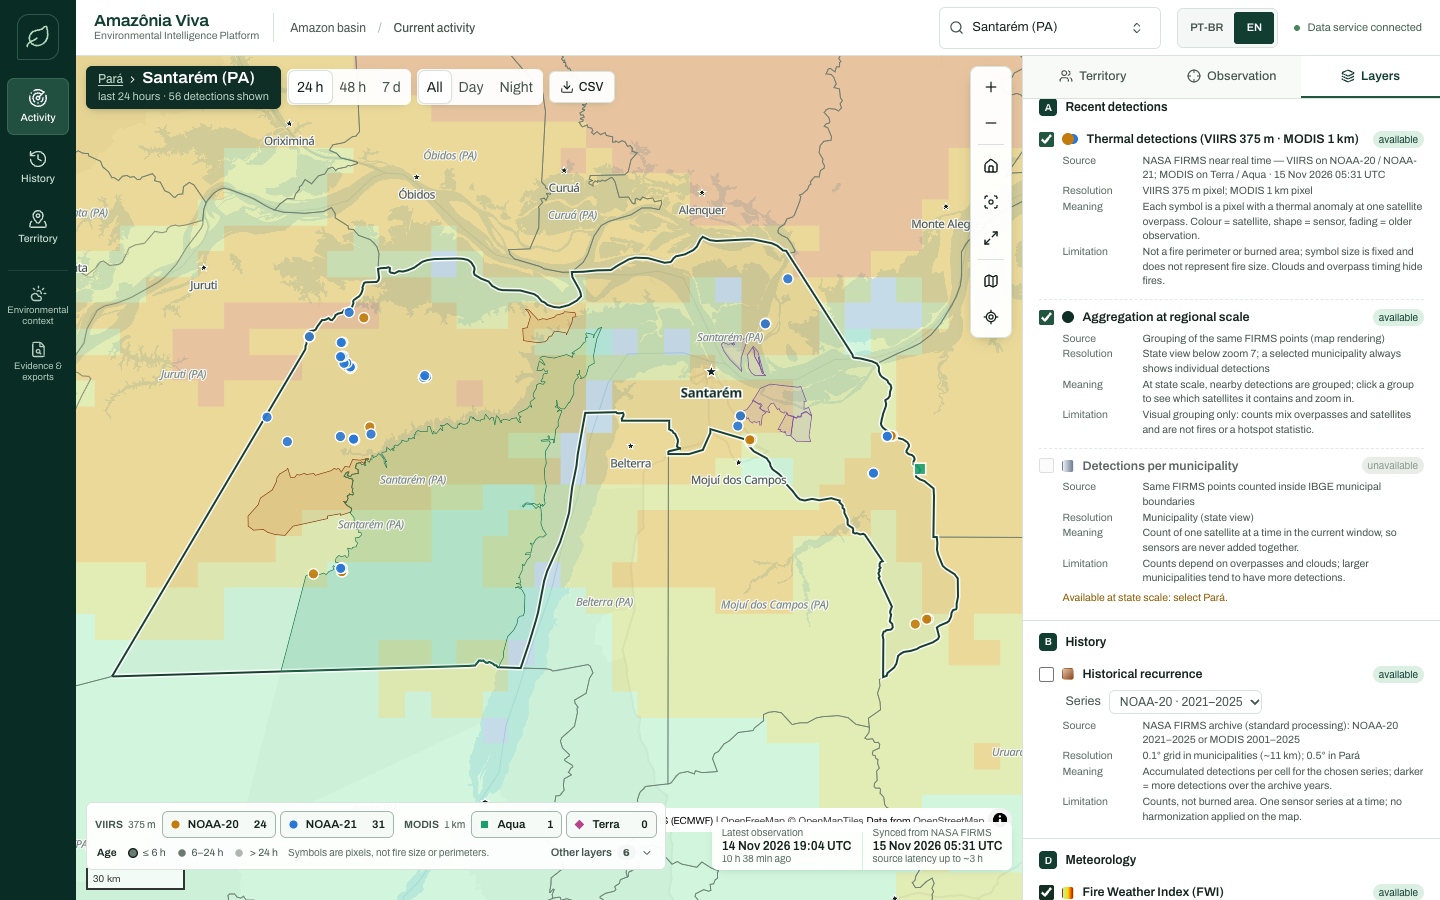 Amazônia Viva
Environmental Intelligence Platform
Amazon basin / Current activity
Santarém (PA)
PT-BR EN
Data service connected
Activity
History
Territory
Environmental
context
Evidence &
exports
Pará › Santarém (PA)
last 24 hours · 56 detections shown
24 h 48 h 7 d
All Day Night
CSV
Oriximiná
Óbidos (PA)
Óbidos
Curuá
Curuá (PA)
Alenquer
Monte Aleg
Juruti
Juruti (PA)
Santarém (PA)
Santarém
Belterra
Mojuí dos Campos
Santarém (PA)
Santarém (PA)
Belterra (PA)
Mojuí dos Campos (PA)
VIIRS 375 m NOAA-20 24 NOAA-21 31 MODIS 1 km Aqua 1 Terra 0
Age ≤ 6 h 6–24 h > 24 h Symbols are pixels, not fire size or perimeters. Other layers 6
30 km
(ECMWF) | OpenFreeMap © OpenMapTiles Data from OpenStreetMap
Latest observation
14 Nov 2026 19:04 UTC
10 h 38 min ago
Synced from NASA FIRMS
15 Nov 2026 05:31 UTC
source latency up to ~3 h
Territory Observation Layers
A Recent detections
Thermal detections (VIIRS 375 m · MODIS 1 km) available
Source NASA FIRMS near real time — VIIRS on NOAA-20 / NOAA-
21; MODIS on Terra / Aqua · 15 Nov 2026 05:31 UTC
Resolution VIIRS 375 m pixel; MODIS 1 km pixel
Meaning Each symbol is a pixel with a thermal anomaly at one satellite
overpass. Colour = satellite, shape = sensor, fading = older
observation.
Limitation Not a fire perimeter or burned area; symbol size is fixed and
does not represent fire size. Clouds and overpass timing hide
fires.
Aggregation at regional scale available
Source Grouping of the same FIRMS points (map rendering)
Resolution State view below zoom 7; a selected municipality always
shows individual detections
Meaning At state scale, nearby detections are grouped; click a group
to see which satellites it contains and zoom in.
Limitation Visual grouping only: counts mix overpasses and satellites
and are not fires or a hotspot statistic.
Detections per municipality unavailable
Source Same FIRMS points counted inside IBGE municipal
boundaries
Resolution Municipality (state view)
Meaning Count of one satellite at a time in the current window, so
sensors are never added together.
Limitation Counts depend on overpasses and clouds; larger
municipalities tend to have more detections.
Available at state scale: select Pará.
B History
Historical recurrence available
Series NOAA-20 · 2021–2025
Source NASA FIRMS archive (standard processing): NOAA-20
2021–2025 or MODIS 2001–2025
Resolution 0.1° grid in municipalities (~11 km); 0.5° in Pará
Meaning Accumulated detections per cell for the chosen series; darker
= more detections over the archive years.
Limitation Counts, not burned area. One sensor series at a time; no
harmonization applied on the map.
D Meteorology
Fire Weather Index (FWI) available